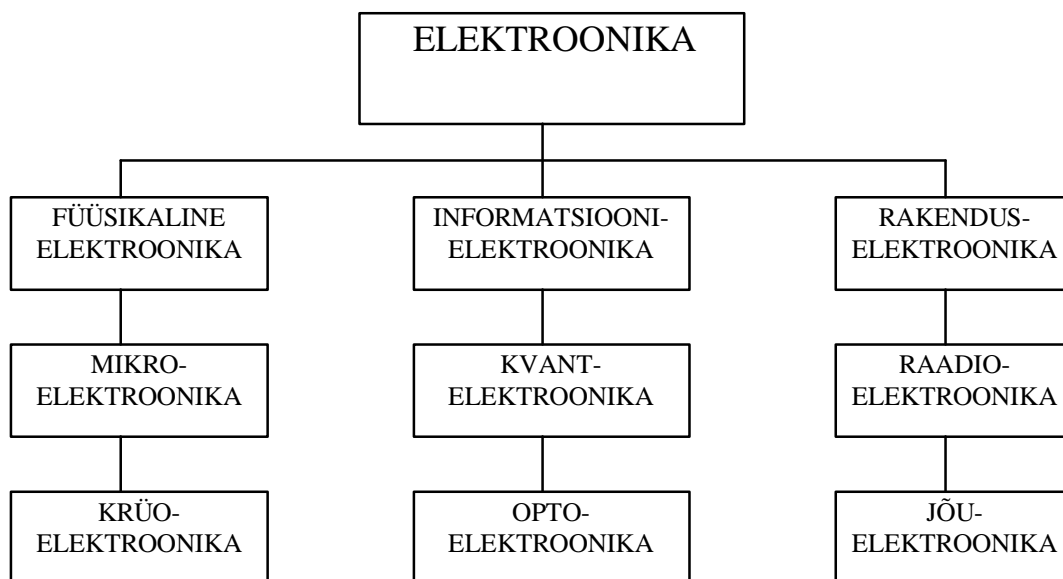 ELEKTROONIKA
FÜÜSIKALINE
ELEKTROONIKA
INFORMATSIOONI-
ELEKTROONIKA
RAKENDUS-
ELEKTROONIKA
MIKRO-
ELEKTROONIKA
KVANT-
ELEKTROONIKA
RAADIO-
ELEKTROONIKA
KRÜO-
ELEKTROONIKA
OPTO-
ELEKTROONIKA
JÕU-
ELEKTROONIKA